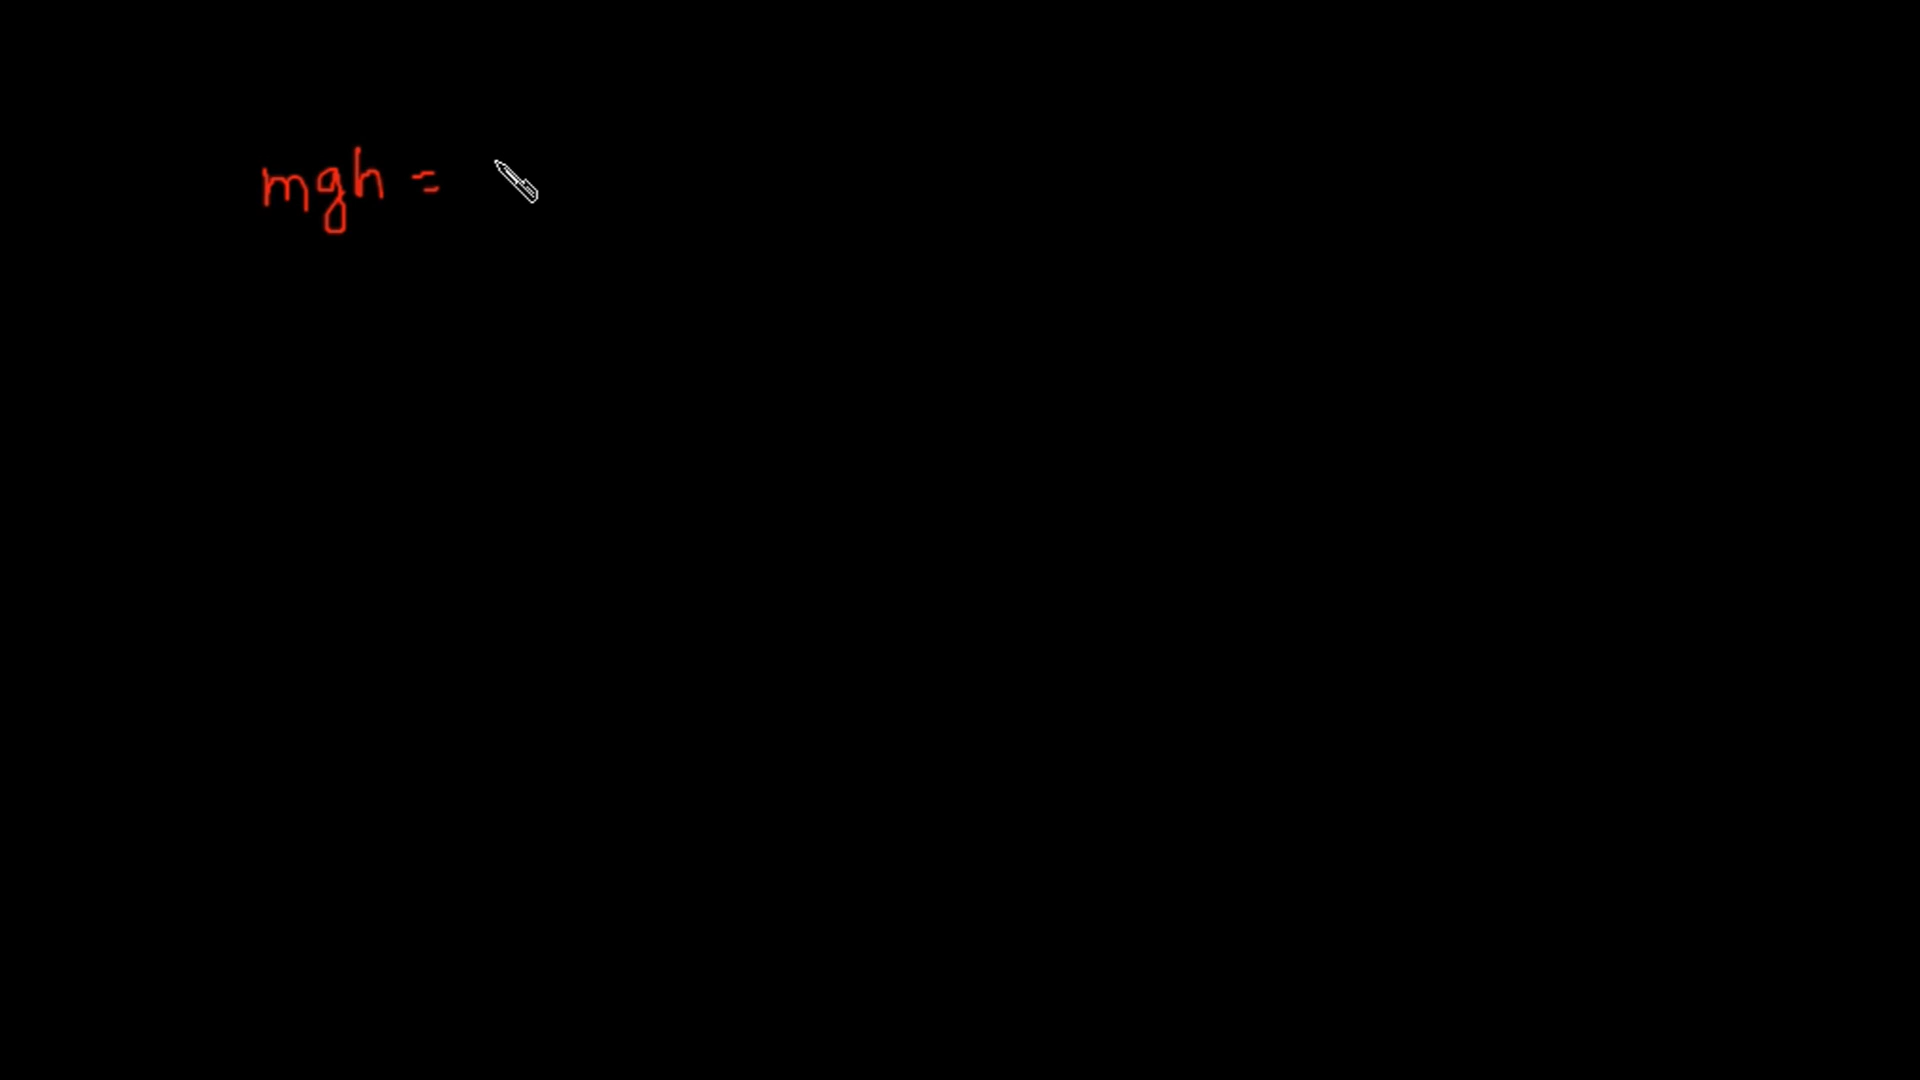 mgh =